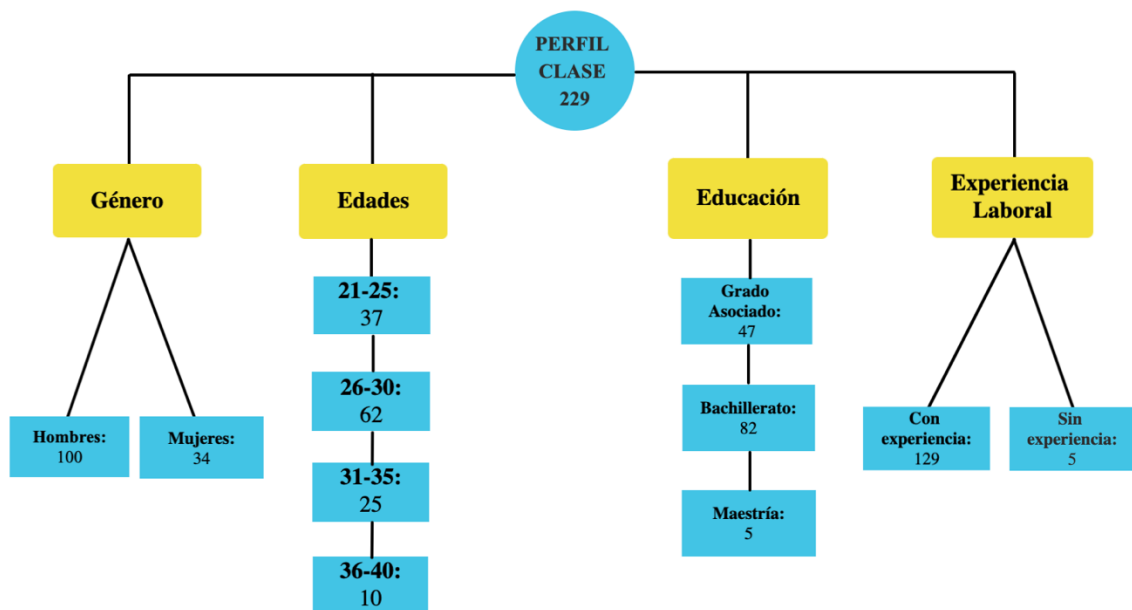 PERFIL
CLASE
229
Género
Hombres:
100
Mujeres:
34
Edades
21-25:
37
26-30:
62
31-35:
25
36-40:
10
Educación
Grado
Asociado:
47
Bachillerato:
82
Maestría:
5
Experiencia
Laboral
Con
experiencia:
129
Sin
experiencia:
5